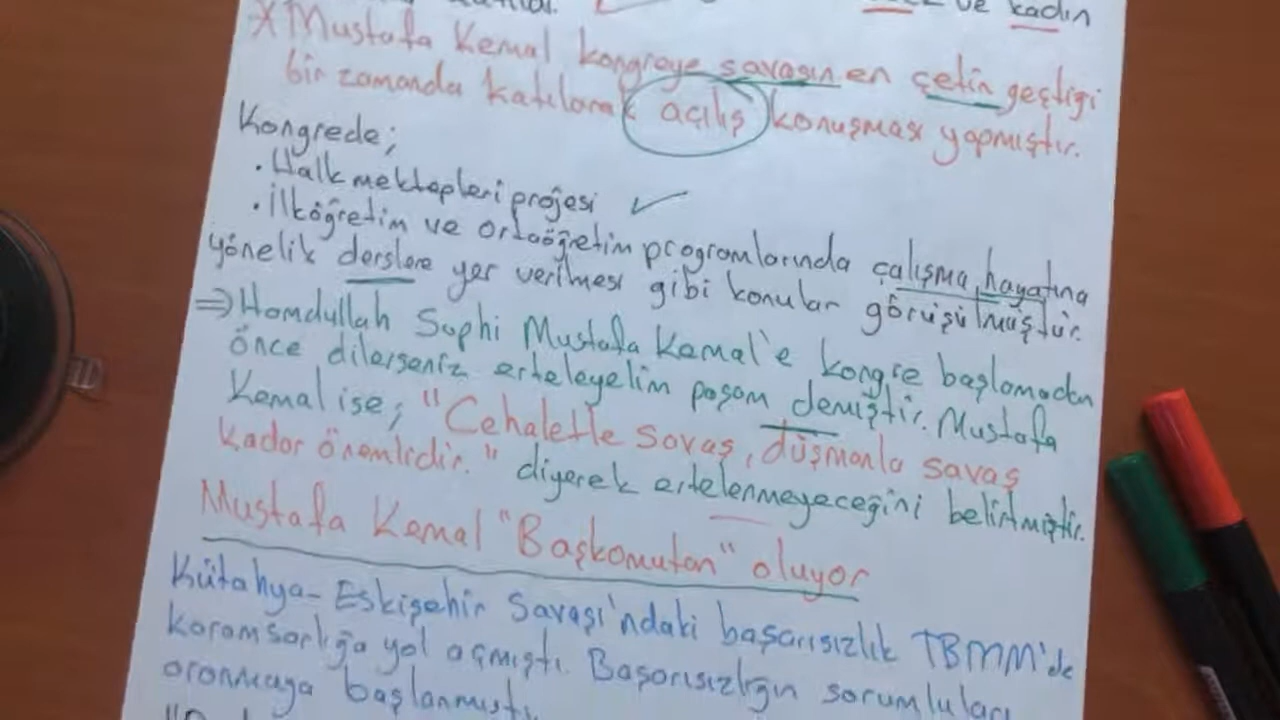 ve kadın
* Mustafa Kemal kongreye savaşın en çetin geçtiği
bir zamanda katılarak açılış konuşması yapmıştır.
Kongrede;
. Halk mektepleri projesi ✓
. İlköğretim ve ortaöğretim programlarında çalışma hayatına
yönelik derslere yer verilmesi gibi konular görüşülmüştür.
⇒ Hamdullah Suphi Mustafa Kemal'e kongre başlamadan
önce dilerseniz erteleyelim paşam demiştir. Mustafa
Kemal ise; "Cehaletle savaş, düşmanla savaş
kadar önemlidir." diyerek ertelenmeyeceğini belirtmiştir.
Mustafa Kemal "Başkomutan" oluyor
Kütahya-Eskişehir Savaşı'ndaki başarısızlık TBMM'de
karamsarlığa yol açmıştı. Başarısızlığın sorumluları
aranmaya başlanmıştı